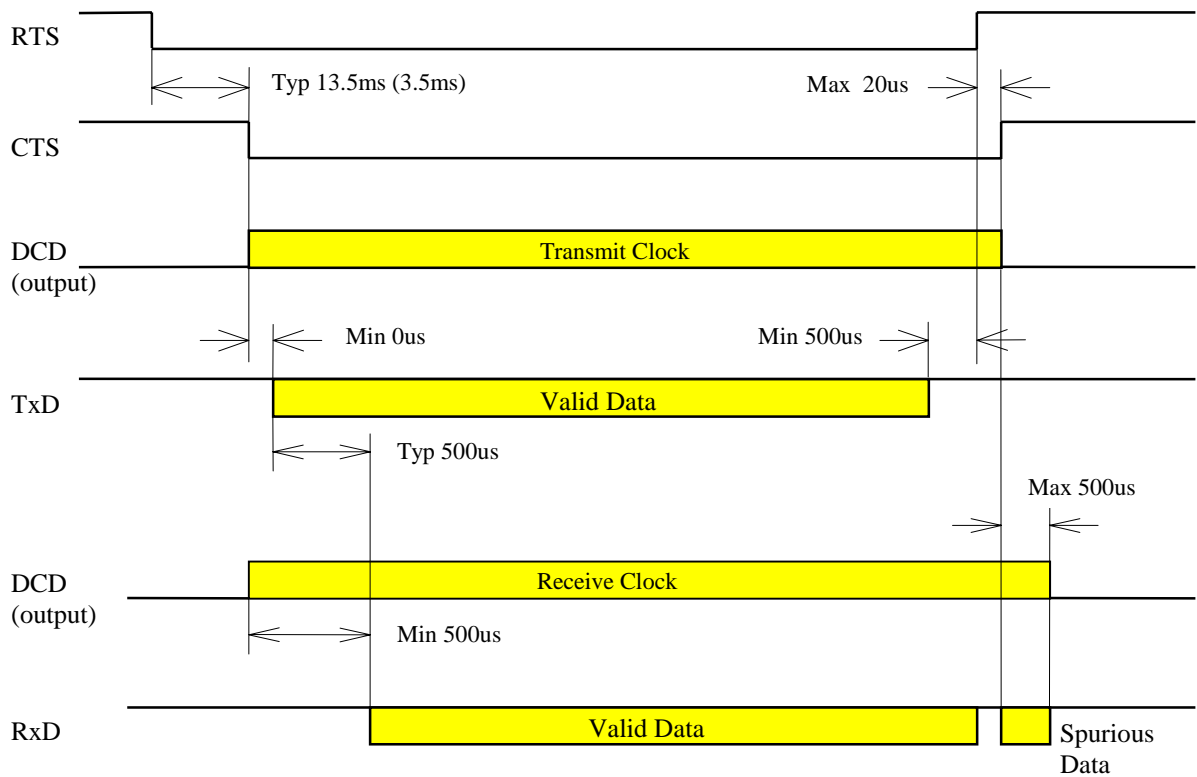 RTS
Typ 13.5ms (3.5ms)
Max 20us
CTS
DCD
(output)
Transmit Clock
Min 0us
Min 500us
TxD
Valid Data
Typ 500us
Max 500us
DCD
(output)
Receive Clock
Min 500us
RxD
Valid Data
Spurious
Data